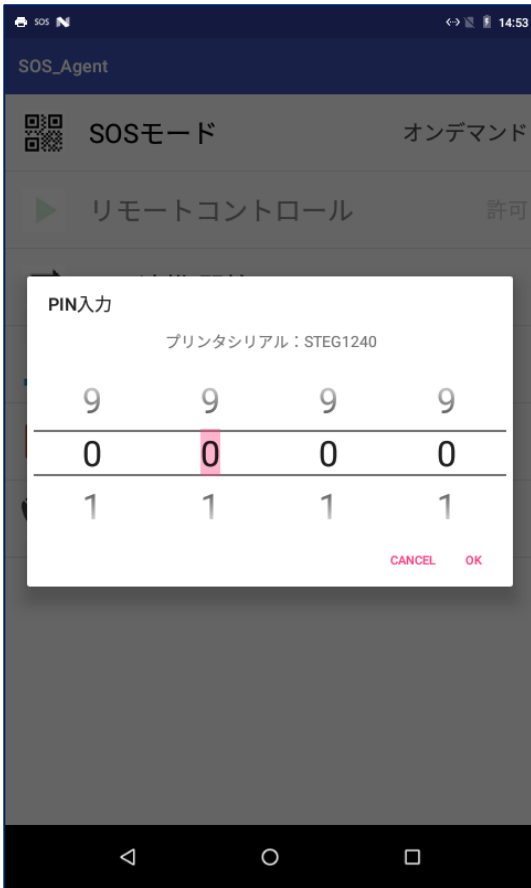 SOS
14:53
SOS_Agent
SOSモード
オンデマンド
リモートコントロール
許可
PIN入力
プリンタシリアル：STEG1240
9 9 9 9
0 0 0 0
1 1 1 1
CANCEL OK